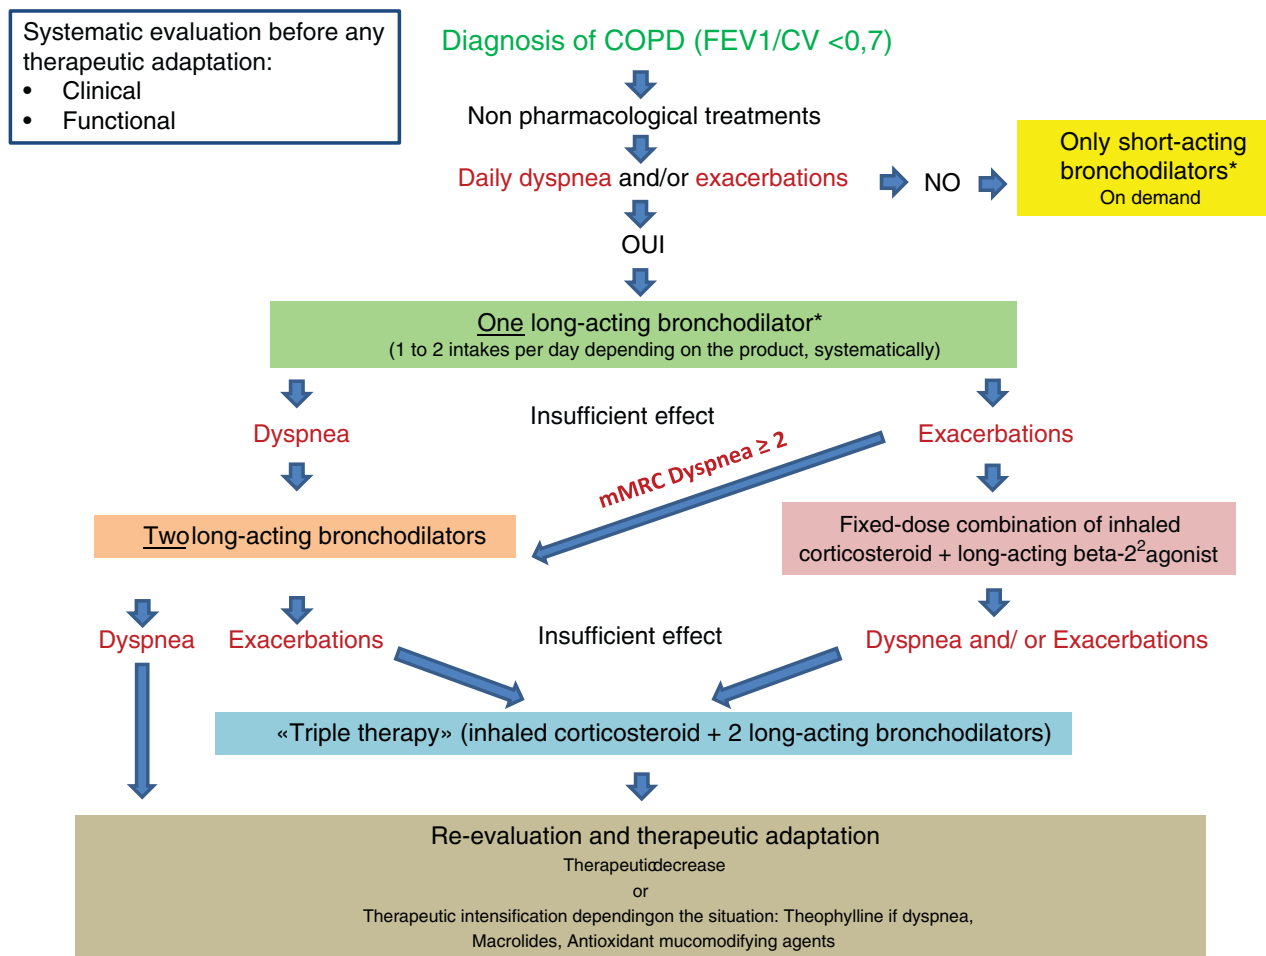 Systematic evaluation before any
therapeutic adaptation:
• Clinical
• Functional
Diagnosis of COPD (FEV1/CV <0,7)
Non pharmacological treatments
Daily dyspnea and/or exacerbations
NO
Only short-acting
bronchodilators*
On demand
OUI
One long-acting bronchodilator*
(1 to 2 intakes per day depending on the product, systematically)
Insufficient effect
Dyspnea
Exacerbations
mMRC Dyspnea ≥ 2
Twolong-acting bronchodilators
Fixed-dose combination of inhaled
corticosteroid + long-acting beta-2²agonist
Dyspnea
Exacerbations
Insufficient effect
Dyspnea and/ or Exacerbations
«Triple therapy» (inhaled corticosteroid + 2 long-acting bronchodilators)
Re-evaluation and therapeutic adaptation
Therapeuticdecrease
or
Therapeutic intensification dependingon the situation: Theophylline if dyspnea,
Macrolides, Antioxidant mucomodifying agents